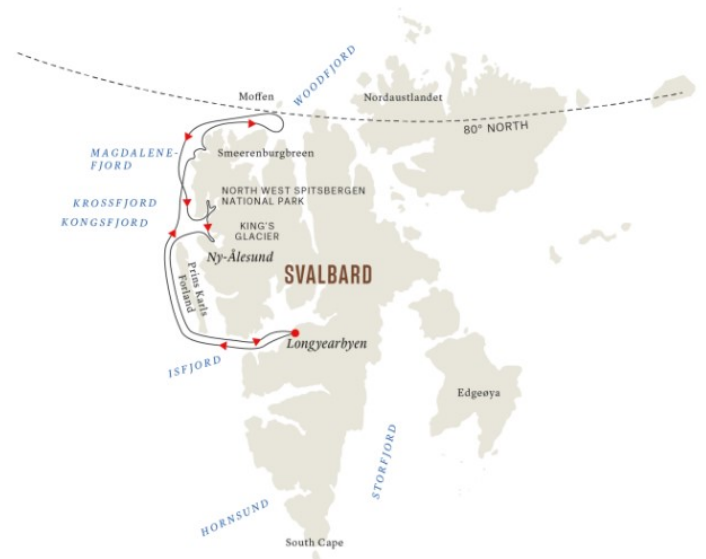 WOODFJORD
Moffen
Nordaustlandet
80° NORTH
MAGDALENE-
FJORD
Smeerenburgbreen
KROSSFJORD
NORTH WEST SPITSBERGEN
NATIONAL PARK
KONGSFJORD
KING'S
GLACIER
Ny-Ålesund
Prins Karls
Forland
SVALBARD
Longyearbyen
ISFJORD
Edgeøya
STORFJORD
HORNSUND
South Cape